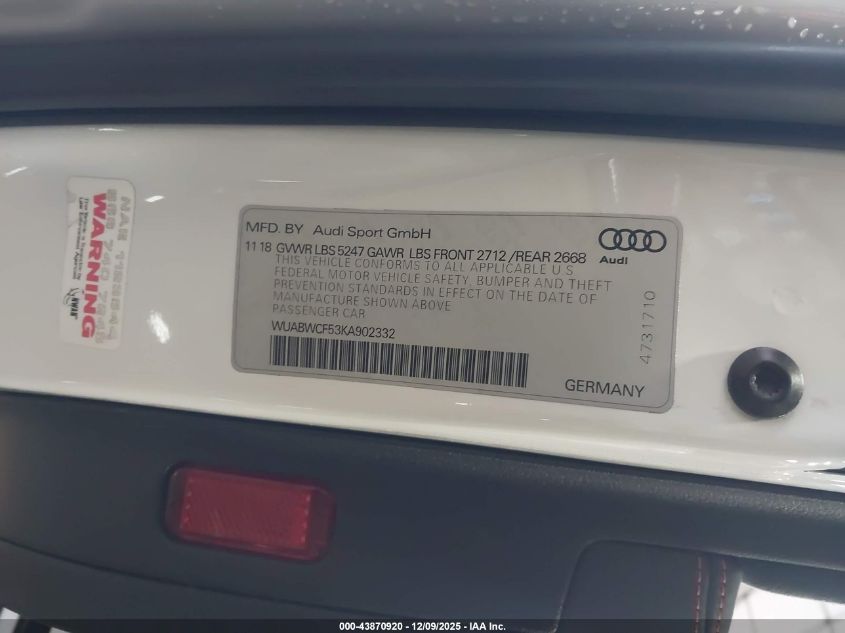 MFD. BY Audi Sport GmbH
11 18 GVWR LBS 5247 GAWR LBS FRONT 2712 /REAR 2668
THIS VEHICLE CONFORMS TO ALL APPLICABLE U S
FEDERAL MOTOR VEHICLE SAFETY, BUMPER AND THEFT
PREVENTION STANDARDS IN EFFECT ON THE DATE OF
MANUFACTURE SHOWN ABOVE
PASSENGER CAR
WUABWCF53KA902332
GERMANY
Audi
4731710
WARNING
000-43870920 - 12/09/2025 - IAA Inc.